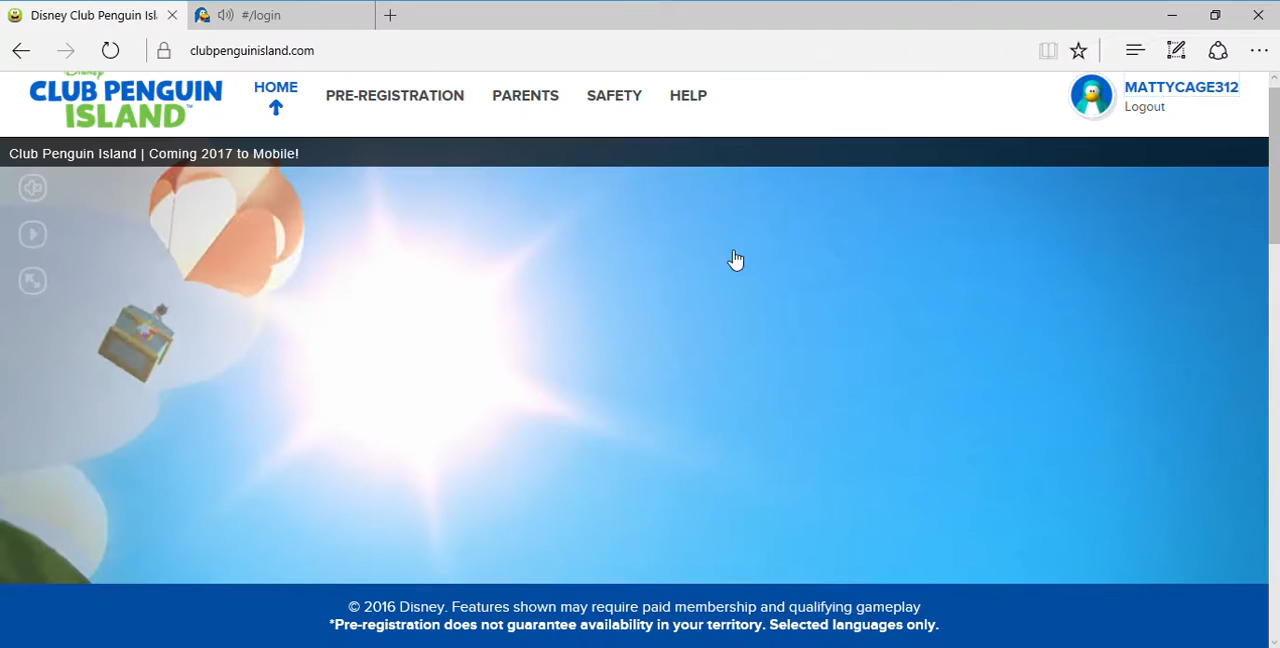 Disney Club Penguin Isl
#/login
clubpenguinisland.com
Disney
CLUB PENGUIN
ISLAND™
HOME
PRE-REGISTRATION
PARENTS
SAFETY
HELP
MATTYCAGE312
Logout
Club Penguin Island | Coming 2017 to Mobile!
© 2016 Disney. Features shown may require paid membership and qualifying gameplay
*Pre-registration does not guarantee availability in your territory. Selected languages only.